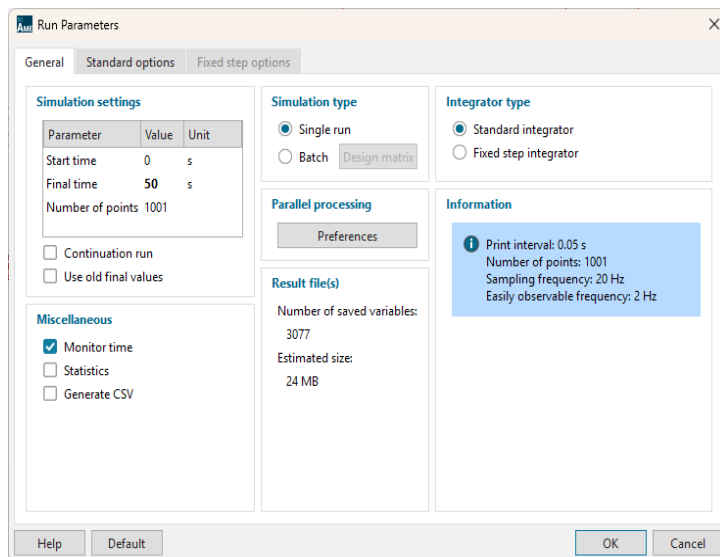 AME Run Parameters
General Standard options Fixed step options
Simulation settings
Parameter Value Unit
Start time 0 s
Final time 50 s
Number of points 1001
Continuation run
Use old final values
Miscellaneous
Monitor time
Statistics
Generate CSV
Simulation type
Single run
Batch Design matrix
Parallel processing
Preferences
Result file(s)
Number of saved variables:
3077
Estimated size:
24 MB
Integrator type
Standard integrator
Fixed step integrator
Information
Print interval: 0.05 s
Number of points: 1001
Sampling frequency: 20 Hz
Easily observable frequency: 2 Hz
Help Default OK Cancel